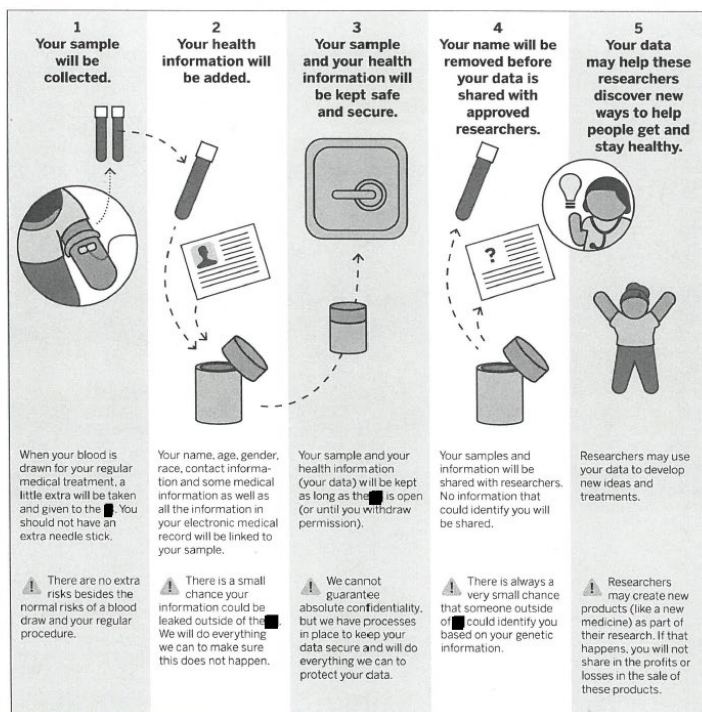 1
Your sample
will be
collected.
When your blood is
drawn for your regular
medical treatment, a
little extra will be taken
and given to the . You
should not have an
extra needle stick.
! There are no extra
risks besides the
normal risks of a blood
draw and your regular
procedure.
2
Your health
information will
be added.
Your name, age, gender,
race, contact informa-
tion and some medical
information as well as
all the information in
your electronic medical
record will be linked to
your sample.
! There is a small
chance your
information could be
leaked outside of the .
We will do everything
we can to make sure
this does not happen.
3
Your sample
and your health
information will
be kept safe
and secure.
Your sample and your
health information
(your data) will be kept
as long as the is open
(or until you withdraw
permission).
! We cannot
guarantee
absolute confidentiality,
but we have processes
in place to keep your
data secure and will do
everything we can to
protect your data.
4
Your name will be
removed before
your data is
shared with
approved
researchers.
?
Your samples and
information will be
shared with researchers.
No information that
could identify you will
be shared.
! There is always a
very small chance
that someone outside
of could identify you
based on your genetic
information.
5
Your data
may help these
researchers
discover new
ways to help
people get and
stay healthy.
Researchers may use
your data to develop
new ideas and
treatments.
! Researchers
may create new
products (like a new
medicine) as part of
their research. If that
happens, you will not
share in the profits or
losses in the sale of
these products.